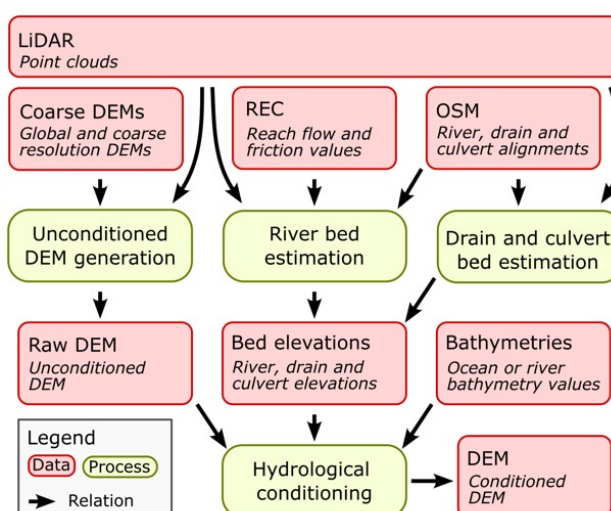 LiDAR
Point clouds
Coarse DEMs
Global and coarse
resolution DEMs
REC
Reach flow and
friction values
OSM
River, drain and
culvert alignments
Unconditioned
DEM generation
River bed
estimation
Drain and culvert
bed estimation
Raw DEM
Unconditioned
DEM
Bed elevations
River, drain and
culvert elevations
Bathymetries
Ocean or river
bathymetry values
Legend
Data
Process
Relation
Hydrological
conditioning
DEM
Conditioned
DEM